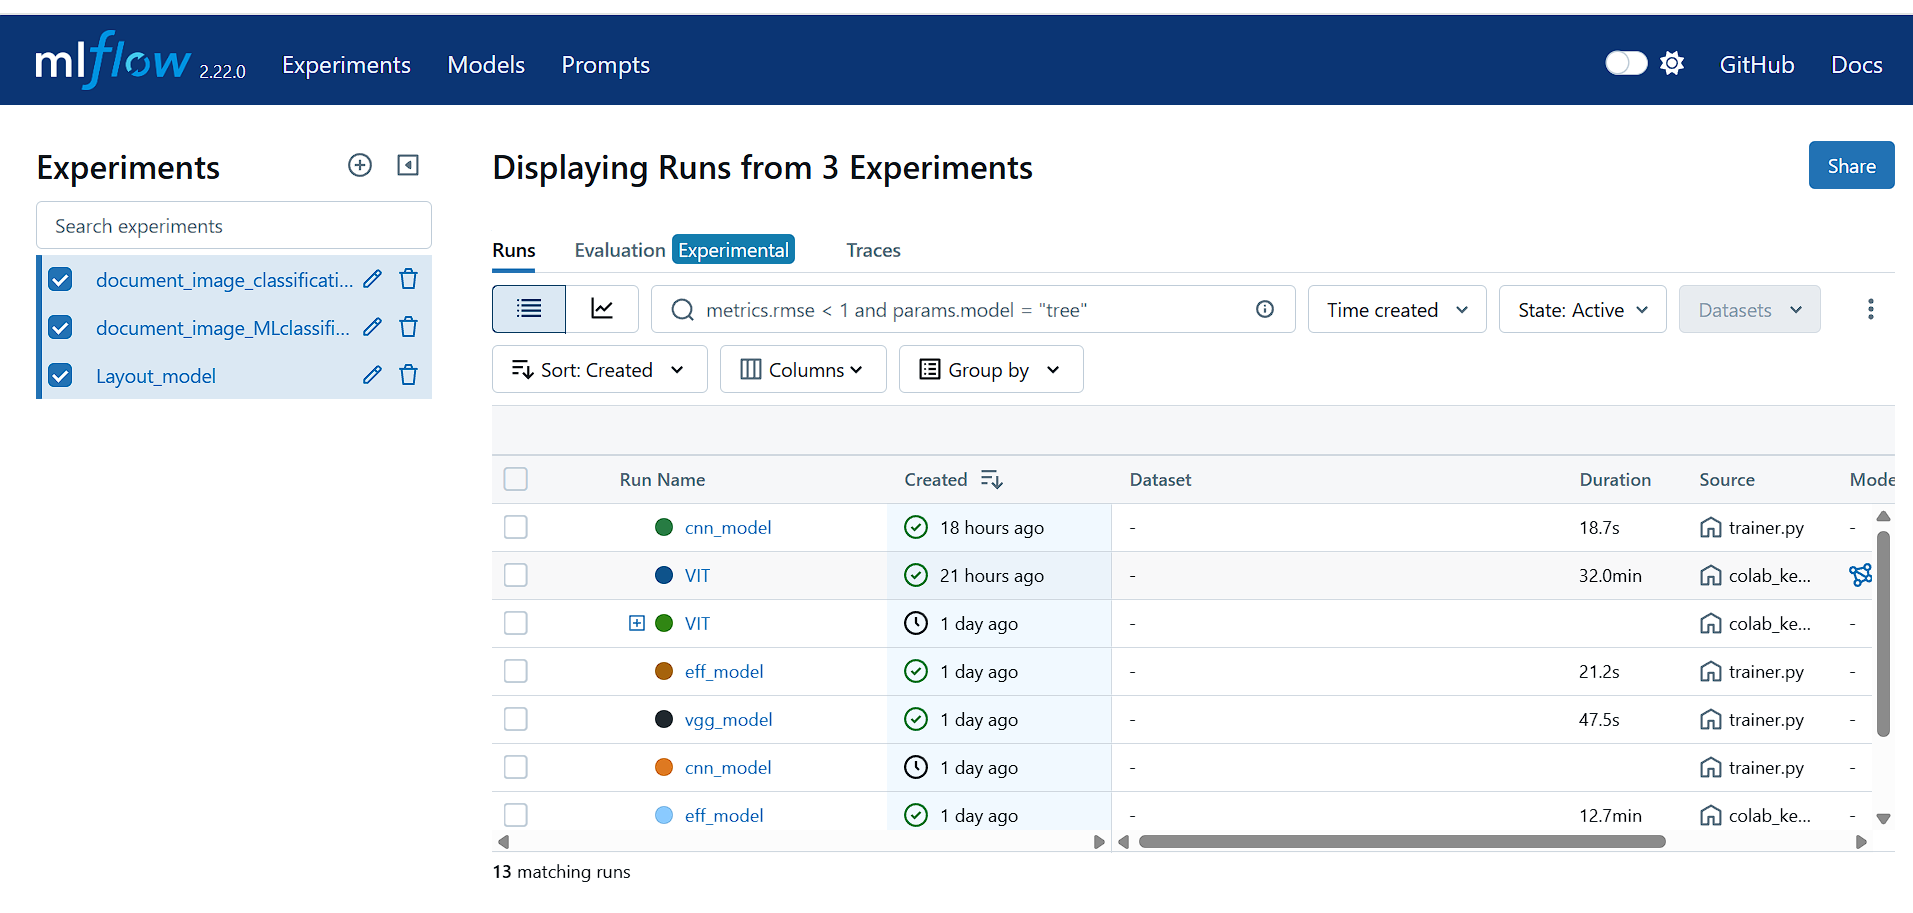 mlflow 2.22.0 Experiments Models Prompts GitHub Docs
Experiments
Search experiments
document_image_classificati...
document_image_MLclassifi...
Layout_model
Displaying Runs from 3 Experiments
Share
Runs Evaluation Experimental Traces
metrics.rmse < 1 and params.model = "tree"
Time created
State: Active
Datasets
Sort: Created
Columns
Group by
Run Name Created Dataset Duration Source Mode
cnn_model 18 hours ago - 18.7s trainer.py -
VIT 21 hours ago - 32.0min colab_ke...
VIT 1 day ago - colab_ke... -
eff_model 1 day ago - 21.2s trainer.py -
vgg_model 1 day ago - 47.5s trainer.py -
cnn_model 1 day ago - trainer.py -
eff_model 1 day ago - 12.7min colab_ke... -
13 matching runs